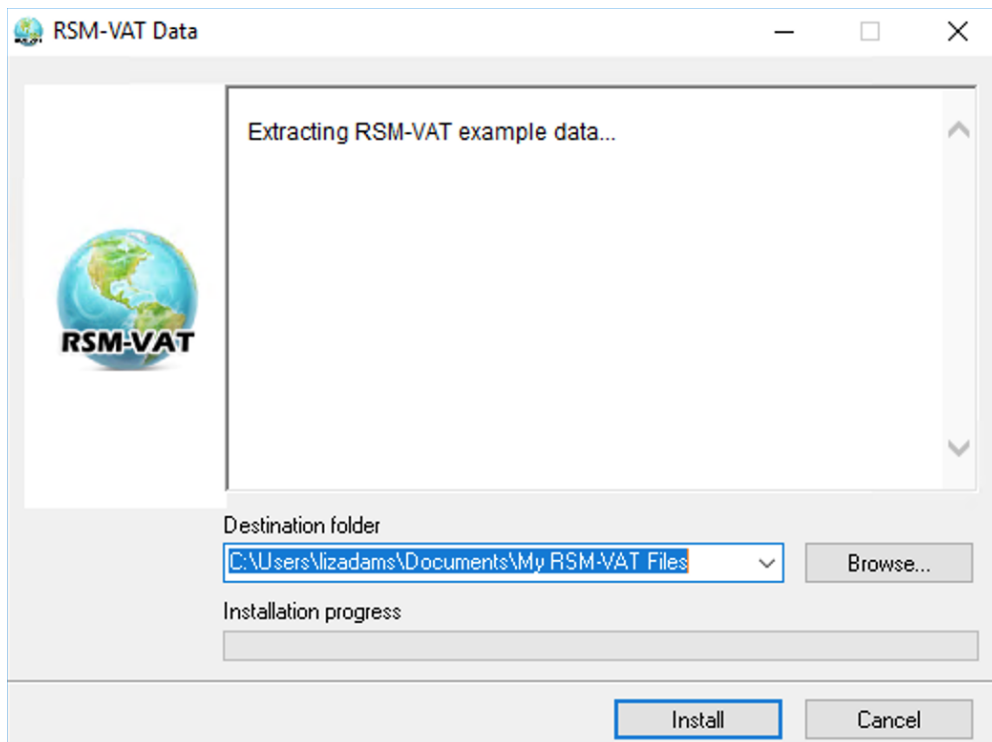 RSM-VAT Data
Extracting RSM-VAT example data...
RSM-VAT
Destination folder
C:\Users\lizadams\Documents\My RSM-VAT Files
Browse...
Installation progress
Install
Cancel